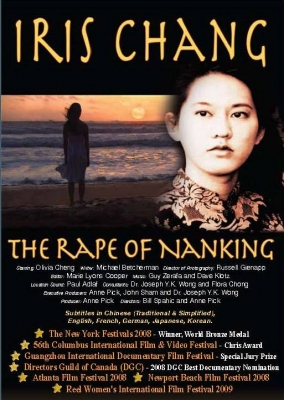 IRIS CHANG
THE RAPE OF NANKING
Starring: Olivia Cheng Writer: Michael Betcherman Director of Photography: Russell Gienapp
Editor: Marie Lyons Cooper Music: Guy Zerafa and Dave Klotz
Location Sound: Paul Adlaf Consultants: Dr. Joseph Y.K. Wong and Flora Chong
Executive Producers: Anne Pick, John Sham and Dr. Joseph Y.K. Wong
Producer: Anne Pick Directors: Bill Spahic and Anne Pick
Subtitles in Chinese (Traditional & Simplified),
English, French, German, Japanese, Korean.
The New York Festivals 2008 - Winner, World Bronze Medal
56th Columbus International Film & Video Festival - Chris Award
Guangzhou International Documentary Film Festival - Special Jury Prize
Directors Guild of Canada (DGC) - 2008 DGC Best Documentary Nomination
Atlanta Film Festival 2008 Newport Beach Film Festival 2008
Reel Women's International Film Festival 2009